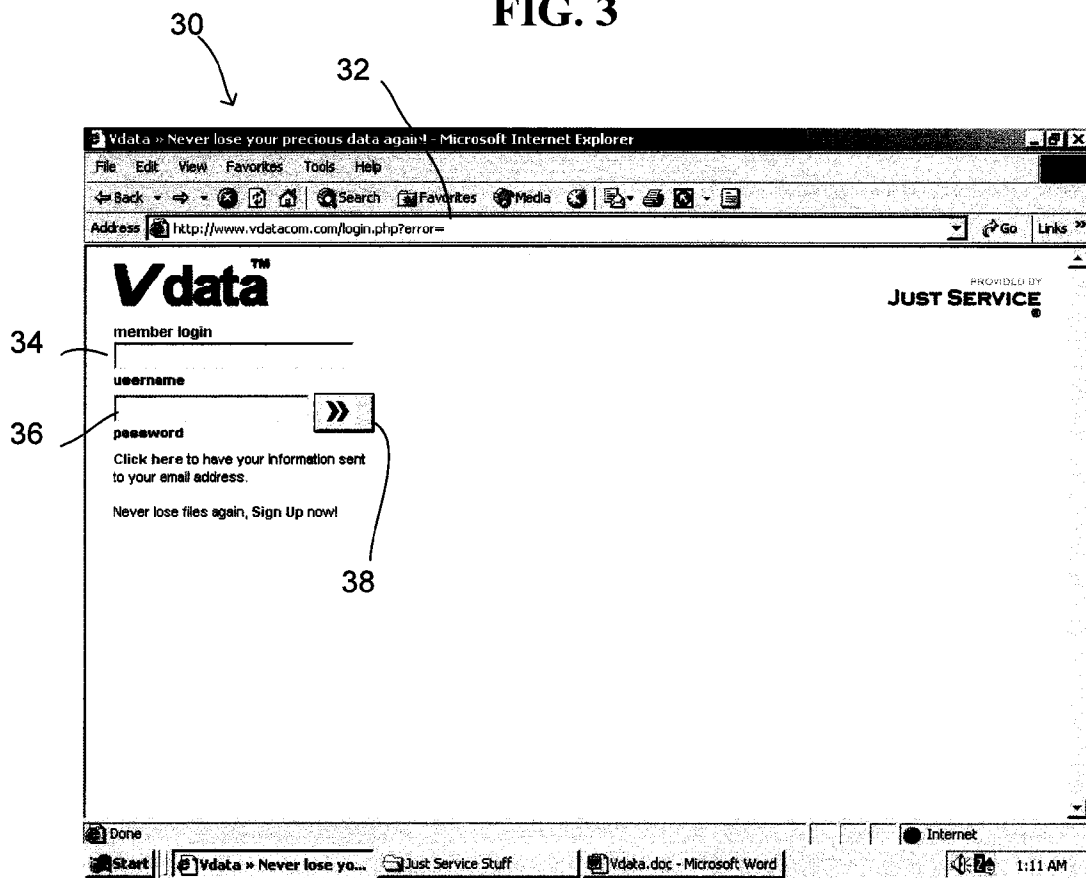 FIG. 3
30
32
Vdata » Never lose your precious data again! - Microsoft Internet Explorer
File Edit View Favorites Tools Help
Back Search Favorites Media
Address http://www.vdatacom.com/login.php?error= Go Links »
Vdata™
PROVIDED BY
JUST SERVICE ®
member login
34
username
»
36
password
Click here to have your information sent
to your email address.
Never lose files again, Sign Up now!
38
Done Internet
Start Vdata » Never lose yo... Just Service Stuff Vdata.doc - Microsoft Word 1:11 AM